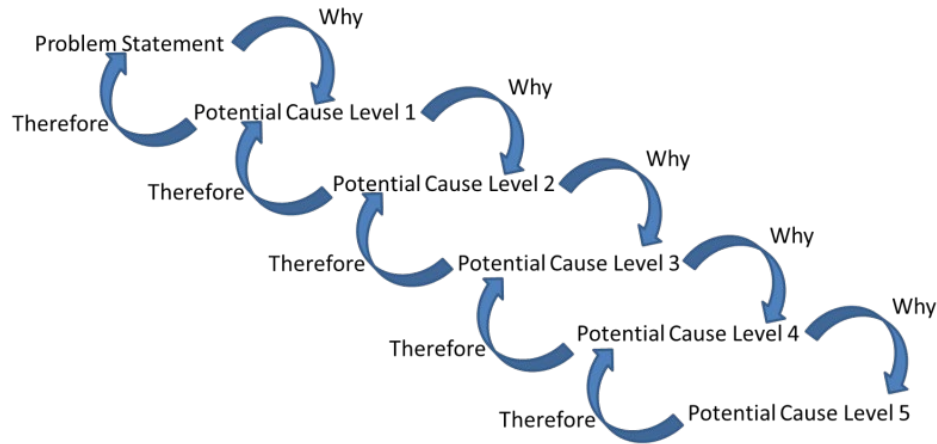 Why
Problem Statement
Why
Therefore
Potential Cause Level 1
Why
Therefore
Potential Cause Level 2
Why
Therefore
Potential Cause Level 3
Why
Therefore
Potential Cause Level 4
Therefore
Potential Cause Level 5